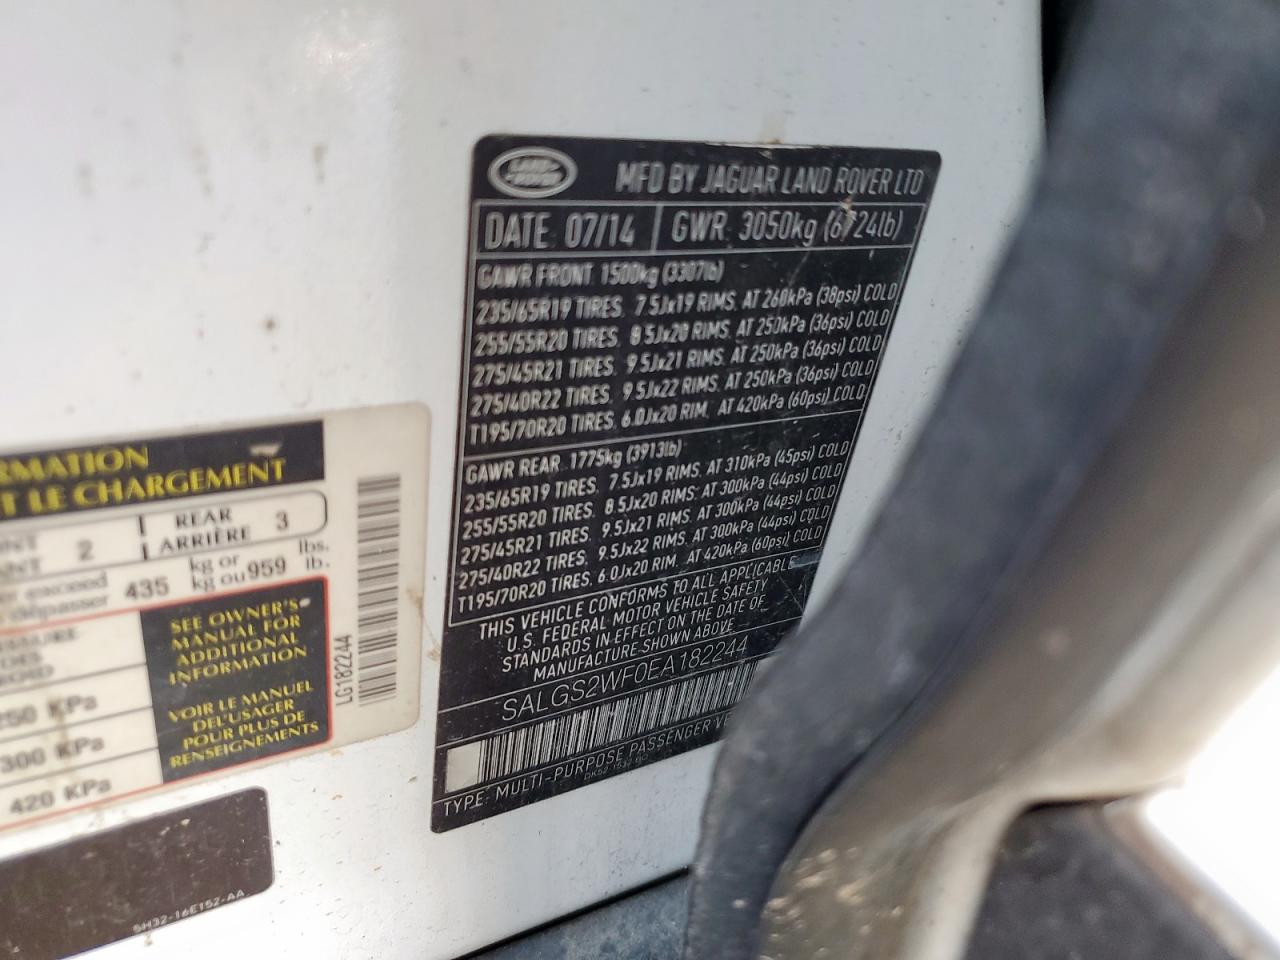 LAND- ROVER
MFD BY JAGUAR LAND ROVER LTD
DATE 07/14 GWR 3050kg (6724lb)
GAWR FRONT 1500kg (3307lb)
235/65R19 TIRES, 7.5Jx19 RIMS, AT 260kPa (38psi) COLD
255/55R20 TIRES, 8.5Jx20 RIMS, AT 250kPa (36psi) COLD
275/45R21 TIRES, 9.5Jx21 RIMS, AT 250kPa (36psi) COLD
275/40R22 TIRES, 9.5Jx22 RIMS, AT 250kPa (36psi) COLD
T195/70R20 TIRES, 6.0Jx20 RIM, AT 420kPa (60psi) COLD
GAWR REAR 1775kg (3913lb)
235/65R19 TIRES, 7.5Jx19 RIMS, AT 310kPa (45psi) COLD
255/55R20 TIRES, 8.5Jx20 RIMS, AT 300kPa (44psi) COLD
275/45R21 TIRES, 9.5Jx21 RIMS, AT 300kPa (44psi) COLD
275/40R22 TIRES, 9.5Jx22 RIMS, AT 300kPa (44psi) COLD
T195/70R20 TIRES, 6.0Jx20 RIM, AT 420kPa (60psi) COLD
THIS VEHICLE CONFORMS TO ALL APPLICABLE
U.S. FEDERAL MOTOR VEHICLE SAFETY
STANDARDS IN EFFECT ON THE DATE OF
MANUFACTURE SHOWN ABOVE
SALGS2WF0EA182244
TYPE: MULTI-PURPOSE PASSENGER VE
RMATION
T LE CHARGEMENT
2 REAR 3
ARRIÈRE
exceed 435 kg or 959 lbs.
dépasser kg ou lb.
SEE OWNER'S
MANUAL FOR
ADDITIONAL
INFORMATION
VOIR LE MANUEL
DE L'USAGER
POUR PLUS DE
RENSEIGNEMENTS
250 KPa
300 KPa
420 KPa
LG182244
5H32-16E152-AA